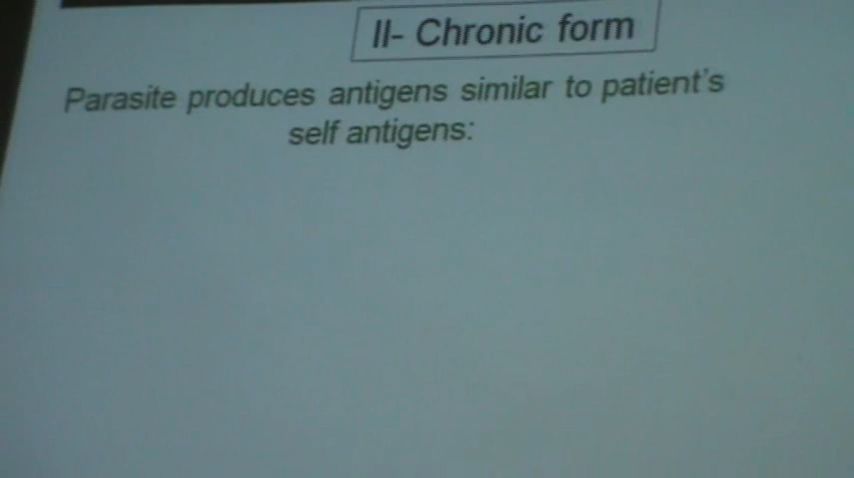 II- Chronic form
Parasite produces antigens similar to patient's
self antigens: